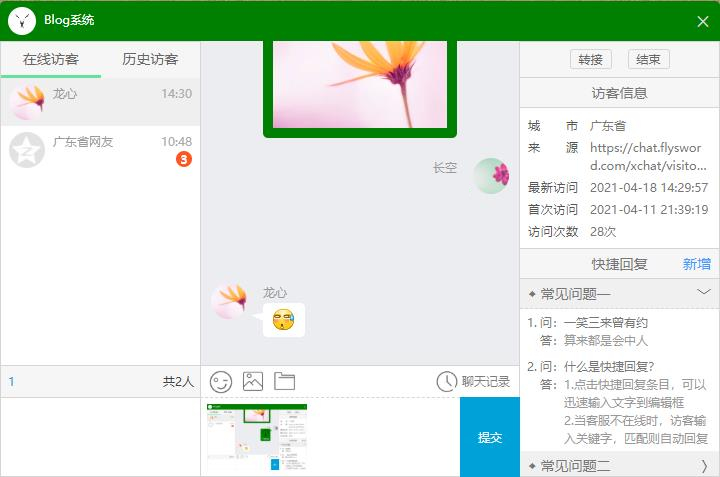 Blog系统
在线访客 历史访客
龙心 14:30
广东省网友 10:48
3
1 共2人
长空
龙心
聊天记录
提交
转接 结束
访客信息
城 市 广东省
来 源 https://chat.flyswor
d.com/xchat/visito...
最新访问 2021-04-18 14:29:57
首次访问 2021-04-11 21:39:19
访问次数 28次
快捷回复 新增
常见问题一
1. 问：一笑三来曾有约
答：算来都是会中人
2. 问：什么是快捷回复?
答：1.点击快捷回复条目，可以
迅速输入文字到编辑框
2.当客服不在线时，访客输
入关键字，匹配则自动回复
常见问题二